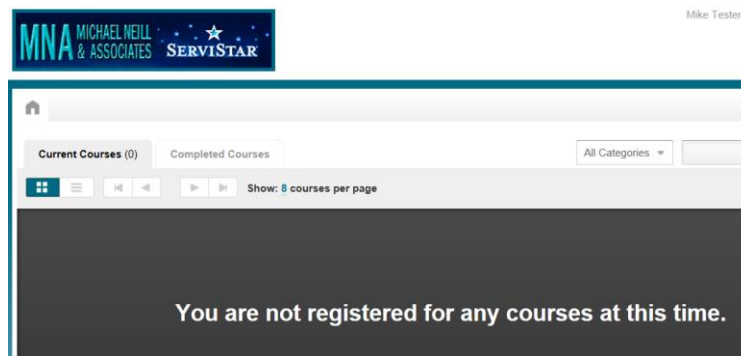 Mike Tester
MNA MICHAEL NEILL & ASSOCIATES SERVISTAR
Current Courses (0) Completed Courses All Categories
Show: 8 courses per page
You are not registered for any courses at this time.